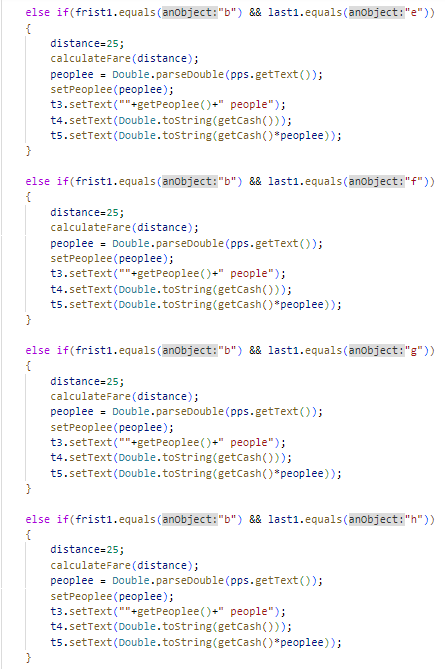 else if(frist1.equals(anObject:"b") && last1.equals(anObject:"e"))
{
distance=25;
calculateFare(distance);
peoplee = Double.parseDouble(pps.getText());
setPeoplee(peoplee);
t3.setText(""+getPeoplee()+" people");
t4.setText(Double.toString(getCash()));
t5.setText(Double.toString(getCash()*peoplee));
}
else if(frist1.equals(anObject:"b") && last1.equals(anObject:"f"))
{
distance=25;
calculateFare(distance);
peoplee = Double.parseDouble(pps.getText());
setPeoplee(peoplee);
t3.setText(""+getPeoplee()+" people");
t4.setText(Double.toString(getCash()));
t5.setText(Double.toString(getCash()*peoplee));
}
else if(frist1.equals(anObject:"b") && last1.equals(anObject:"g"))
{
distance=25;
calculateFare(distance);
peoplee = Double.parseDouble(pps.getText());
setPeoplee(peoplee);
t3.setText(""+getPeoplee()+" people");
t4.setText(Double.toString(getCash()));
t5.setText(Double.toString(getCash()*peoplee));
}
else if(frist1.equals(anObject:"b") && last1.equals(anObject:"h"))
{
distance=25;
calculateFare(distance);
peoplee = Double.parseDouble(pps.getText());
setPeoplee(peoplee);
t3.setText(""+getPeoplee()+" people");
t4.setText(Double.toString(getCash()));
t5.setText(Double.toString(getCash()*peoplee));
}